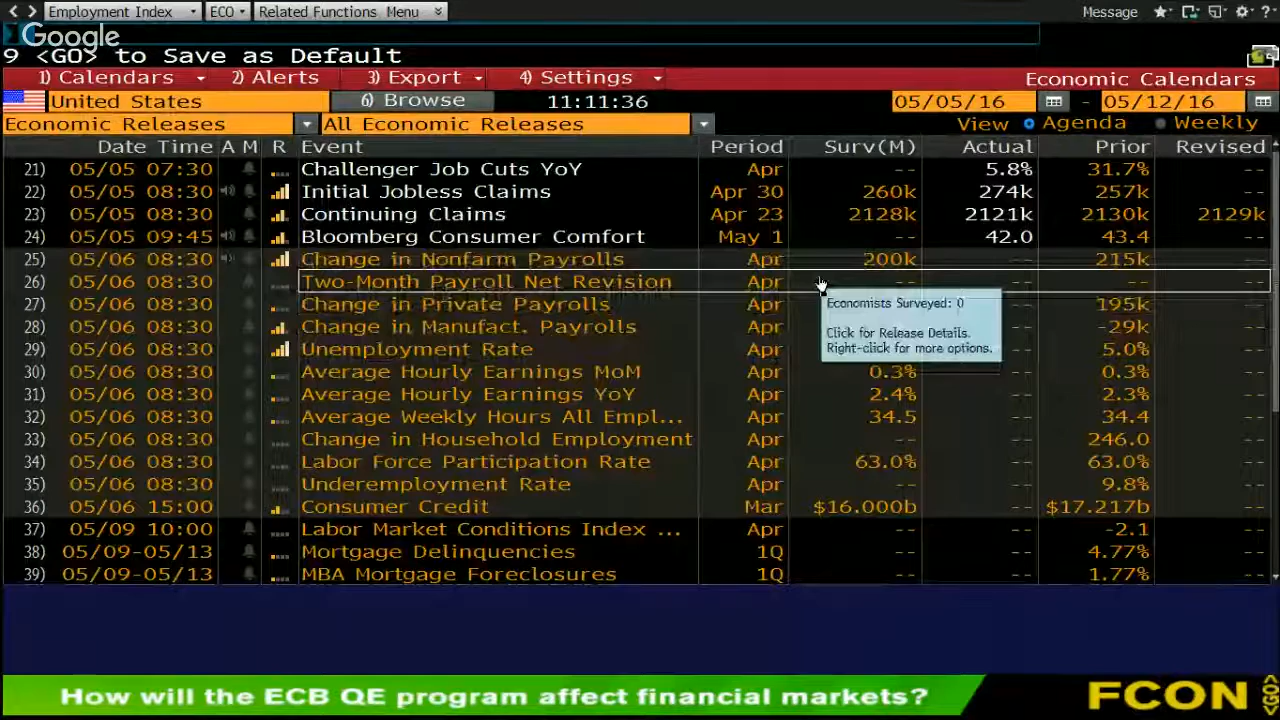 Employment Index ECO Related Functions Menu Message ?
Google
9 <GO> to Save as Default
1) Calendars 2) Alerts 3) Export 4) Settings Economic Calendars
United States 6) Browse 11:11:36 05/05/16 - 05/12/16
Economic Releases All Economic Releases View Agenda Weekly
Date Time A M R Event Period Surv(M) Actual Prior Revised
21) 05/05 07:30 Challenger Job Cuts YoY Apr -- 5.8% 31.7% --
22) 05/05 08:30 Initial Jobless Claims Apr 30 260k 274k 257k --
23) 05/05 08:30 Continuing Claims Apr 23 2128k 2121k 2130k 2129k
24) 05/05 09:45 Bloomberg Consumer Comfort May 1 -- 42.0 43.4 --
25) 05/06 08:30 Change in Nonfarm Payrolls Apr 200k -- 215k --
26) 05/06 08:30 Two-Month Payroll Net Revision Apr -- -- -- --
27) 05/06 08:30 Change in Private Payrolls Apr 195k --
28) 05/06 08:30 Change in Manufact. Payrolls Apr -29k --
29) 05/06 08:30 Unemployment Rate Apr 5.0% --
30) 05/06 08:30 Average Hourly Earnings MoM Apr 0.3% -- 0.3% --
31) 05/06 08:30 Average Hourly Earnings YoY Apr 2.4% -- 2.3% --
32) 05/06 08:30 Average Weekly Hours All Empl... Apr 34.5 -- 34.4 --
33) 05/06 08:30 Change in Household Employment Apr -- -- 246.0 --
34) 05/06 08:30 Labor Force Participation Rate Apr 63.0% -- 63.0% --
35) 05/06 08:30 Underemployment Rate Apr -- -- 9.8% --
36) 05/06 15:00 Consumer Credit Mar $16.000b -- $17.217b --
37) 05/09 10:00 Labor Market Conditions Index ... Apr -- -- -2.1 --
38) 05/09-05/13 Mortgage Delinquencies 1Q -- -- 4.77% --
39) 05/09-05/13 MBA Mortgage Foreclosures 1Q -- -- 1.77% --
Economists Surveyed: 0
Click for Release Details.
Right-click for more options.
How will the ECB QE program affect financial markets? FCON <GO>